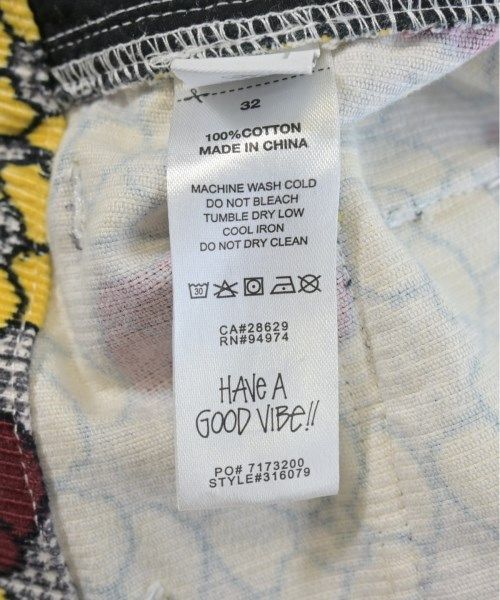 32
100%COTTON
MADE IN CHINA
MACHINE WASH COLD
DO NOT BLEACH
TUMBLE DRY LOW
COOL IRON
DO NOT DRY CLEAN
30
CA#28629
RN#94974
HAVE A
GOOD VIBE!!
PO# 7173200
STYLE#316079